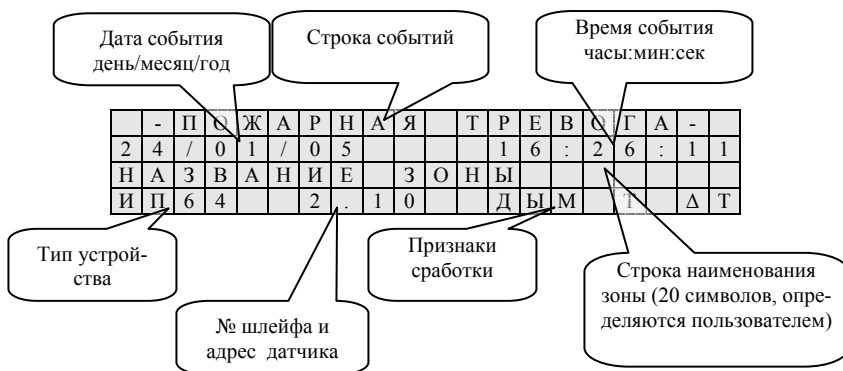 Дата события
день/месяц/год
Строка событий
Время события
часы:мин:сек
-ПОЖАРНАЯ ТРЕВОГА-
24/01/05 16:26:11
НАЗВАНИЕ ЗОНЫ
ИП64 2.10 ДЫМ Т ΔТ
Тип устрой-
ства
№ шлейфа и
адрес датчика
Признаки
сработки
Строка наименования
зоны (20 символов, опре-
деляются пользователем)